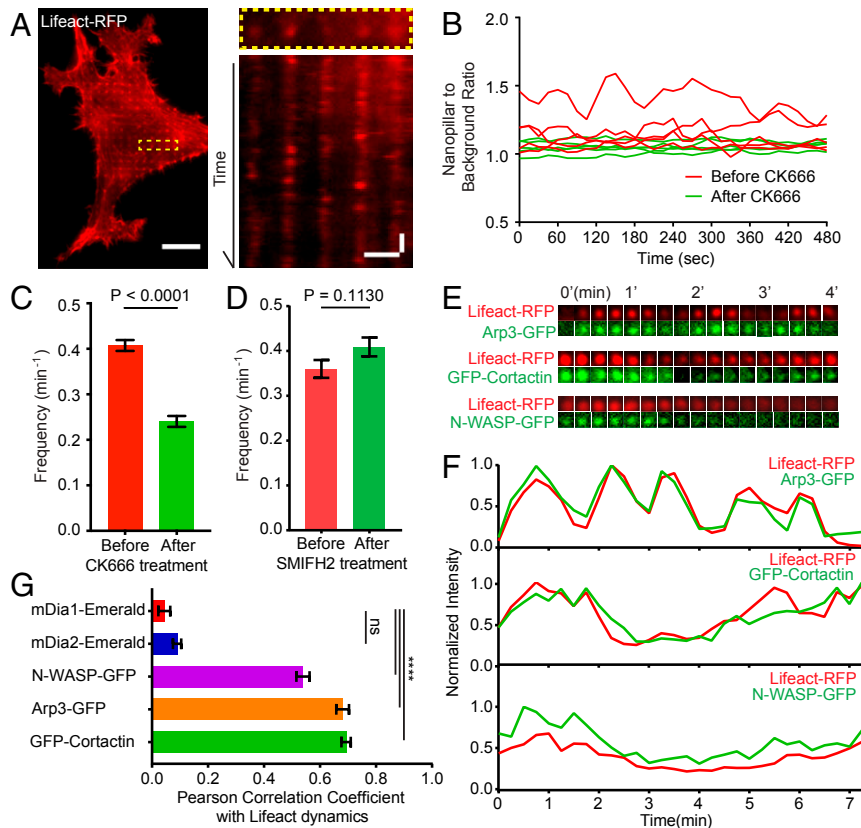 A
Lifeact-RFP
Time
B
Nanopillar to
Background Ratio
2.0
1.5
1.0
0.5
Before CK666
After CK666
0 60 120 180 240 300 360 420 480
Time (sec)
C
P < 0.0001
Frequency (min⁻¹)
0.5
0.4
0.3
0.2
0.1
0.0
Before After
CK666 treatment
D
P = 0.1130
Frequency (min⁻¹)
0.5
0.4
0.3
0.2
0.1
0.0
Before After
SMIFH2 treatment
E
0'(min) 1' 2' 3' 4'
Lifeact-RFP
Arp3-GFP
Lifeact-RFP
GFP-Cortactin
Lifeact-RFP
N-WASP-GFP
F
Normalized Intensity
1.0
0.5
0.0
Lifeact-RFP
Arp3-GFP
1.0
0.5
0.0
Lifeact-RFP
GFP-Cortactin
1.0
0.5
0.0
Lifeact-RFP
N-WASP-GFP
0 1 2 3 4 5 6 7
Time(min)
G
mDia1-Emerald
mDia2-Emerald
N-WASP-GFP
Arp3-GFP
GFP-Cortactin
ns
****
0.0 0.2 0.4 0.6 0.8 1.0
Pearson Correlation Coefficient
with Lifeact dynamics